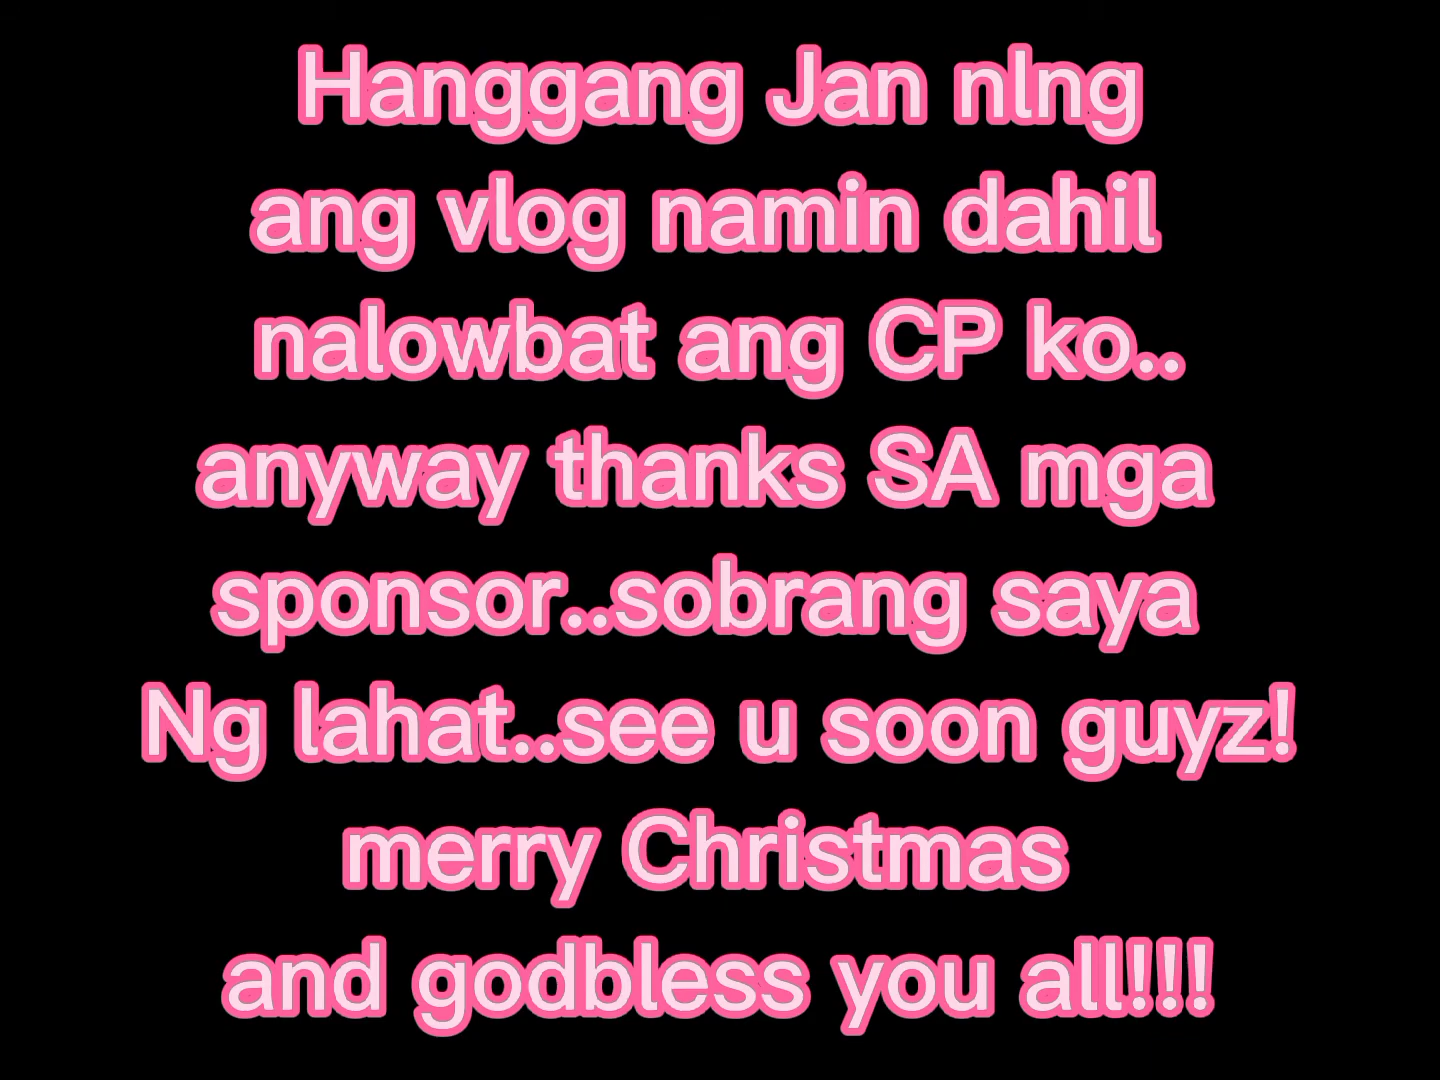 Hanggang Jan nlng
ang vlog namin dahil
nalowbat ang CP ko..
anyway thanks SA mga
sponsor..sobrang saya
Ng lahat..see u soon guyz!
merry Christmas
and godbless you all!!!